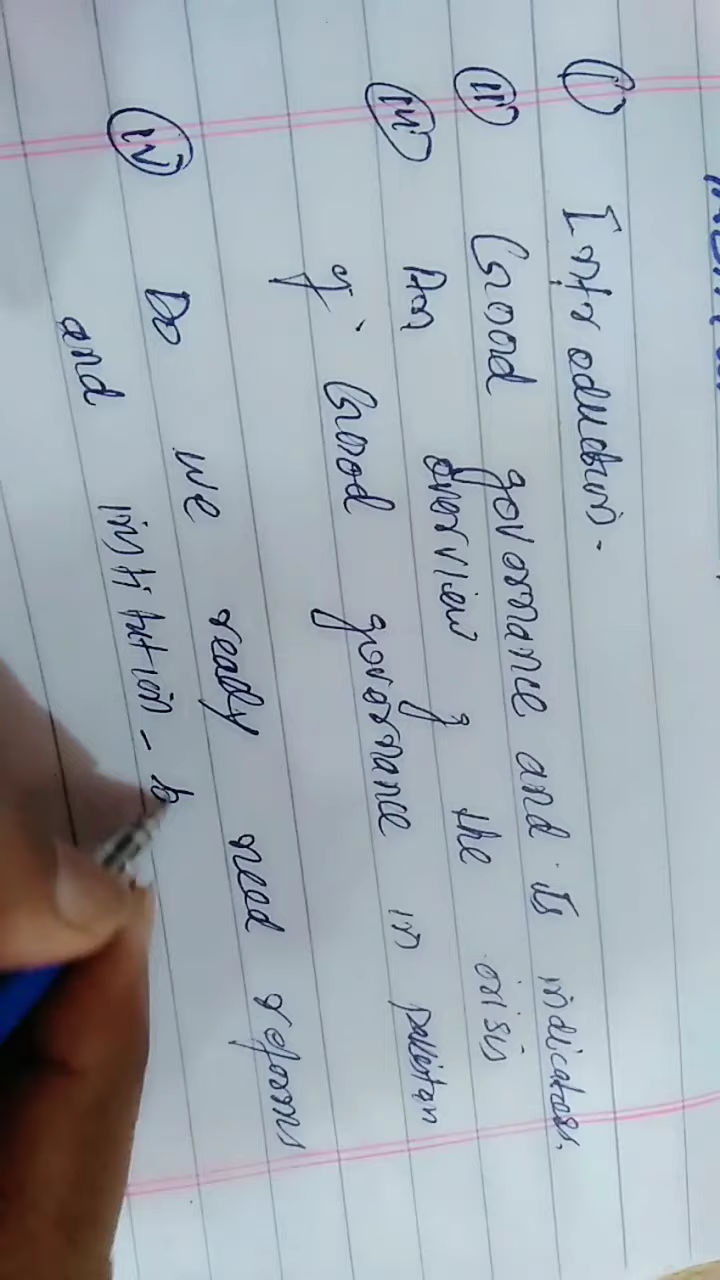 (i) Introduction.
(ii) Good governance and its indicators.
(iii) An overview of the crisis
of Good governance in pakistan
(iv) Do we ready need reforms
and institution - b